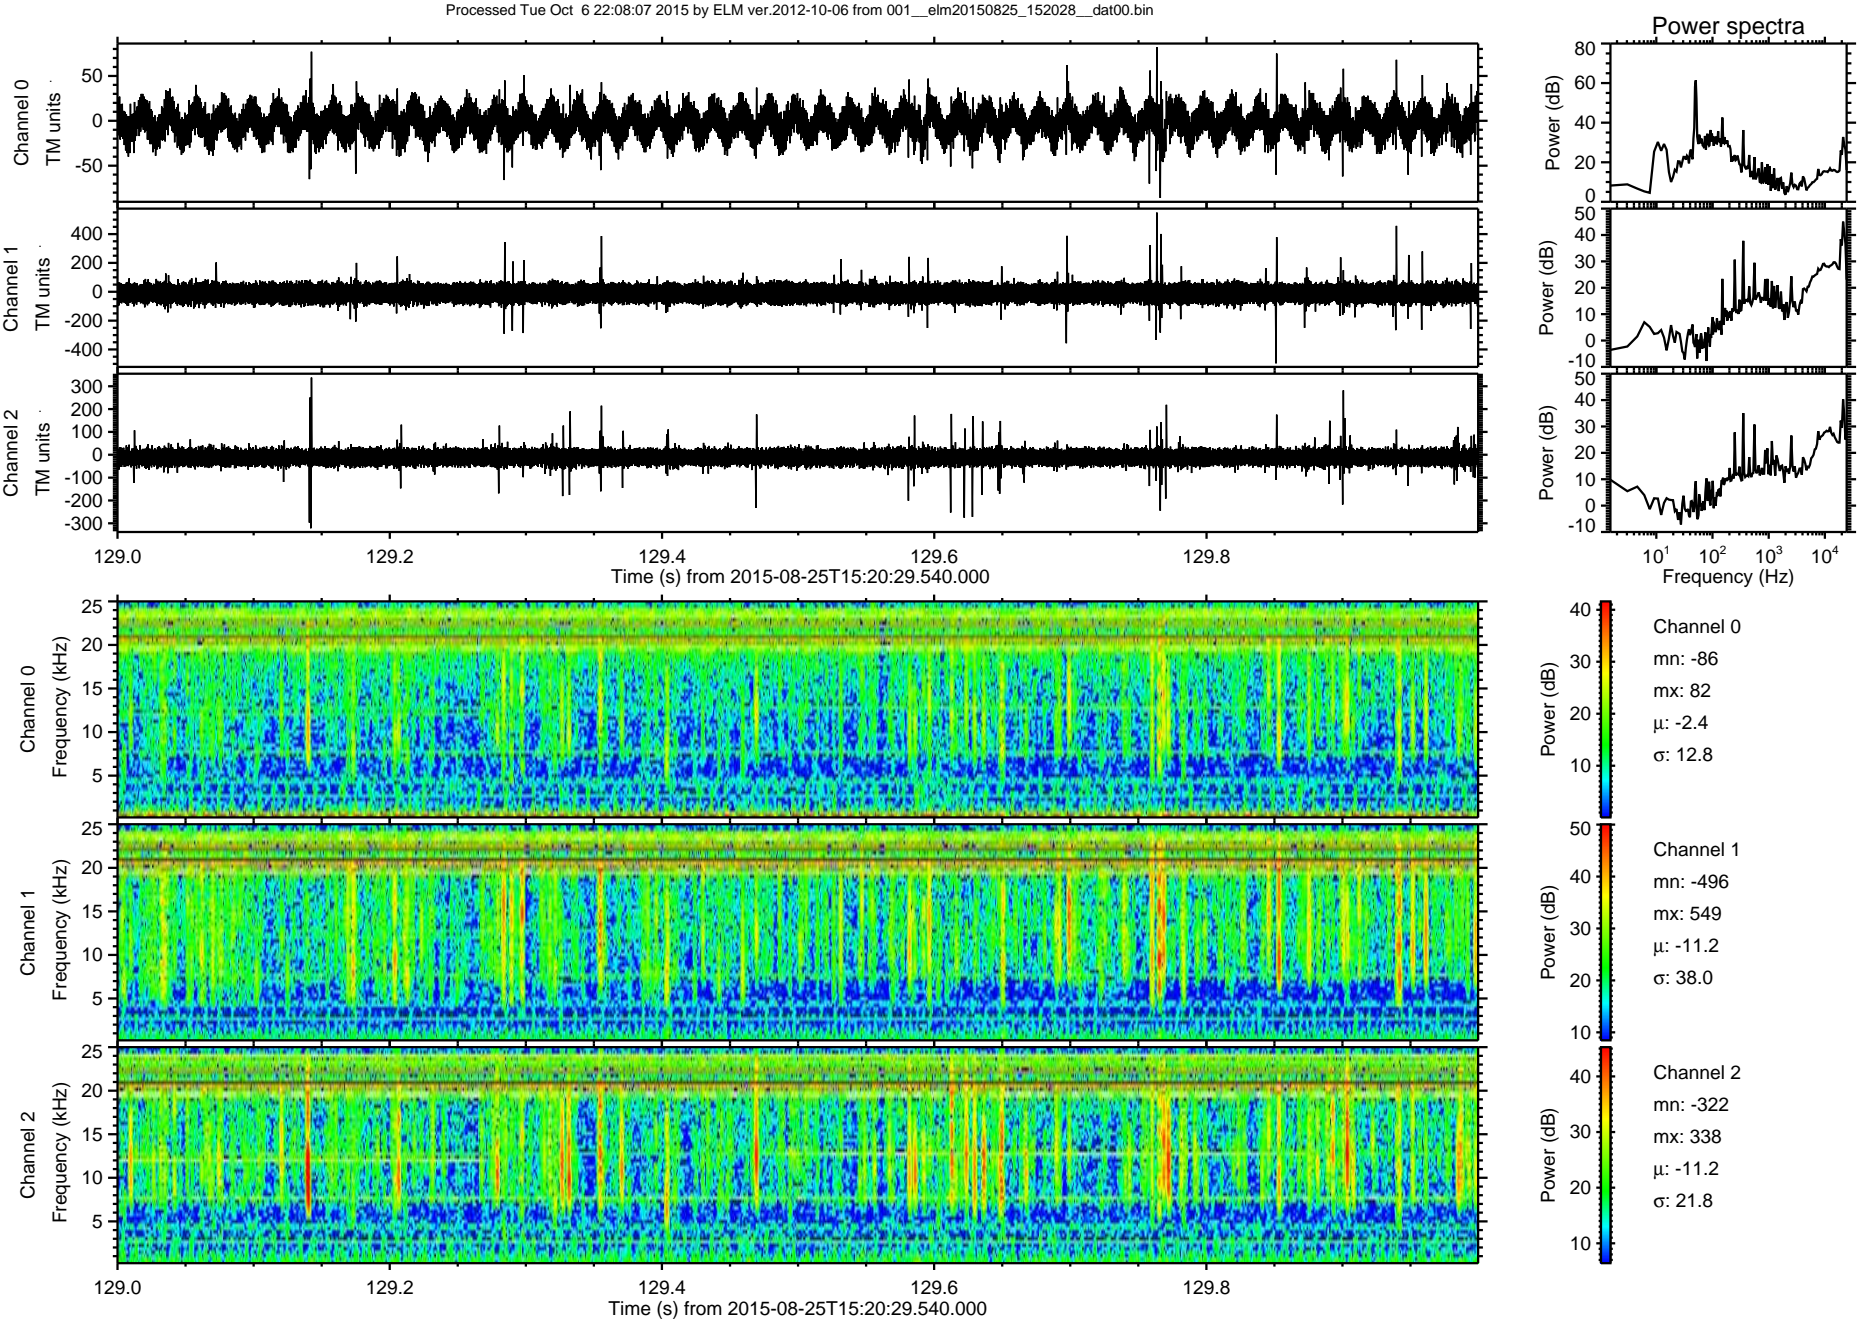 Processed Tue Oct  6 22:08:07 2015 by ELM ver.2012-10-06 from 001__elm20150825_152028__dat00.bin
Power spectra
Channel 0
TM units
50
0
-50
Power (dB)
80
60
40
20
0
Channel 1
TM units
400
200
0
-200
-400
Power (dB)
50
40
30
20
10
0
-10
Channel 2
TM units
300
200
100
0
-100
-200
-300
Power (dB)
50
40
30
20
10
0
-10
129.0 129.2 129.4 129.6 129.8
Time (s) from 2015-08-25T15:20:29.540.000
10¹ 10² 10³ 10⁴
Frequency (Hz)
Channel 0
Frequency (kHz)
25
20
15
10
5
Power (dB)
40
30
20
10
Channel 0
mn: -86
mx: 82
μ: -2.4
σ: 12.8
Channel 1
Frequency (kHz)
25
20
15
10
5
Power (dB)
50
40
30
20
10
Channel 1
mn: -496
mx: 549
μ: -11.2
σ: 38.0
Channel 2
Frequency (kHz)
25
20
15
10
5
Power (dB)
40
30
20
10
Channel 2
mn: -322
mx: 338
μ: -11.2
σ: 21.8
129.0 129.2 129.4 129.6 129.8
Time (s) from 2015-08-25T15:20:29.540.000